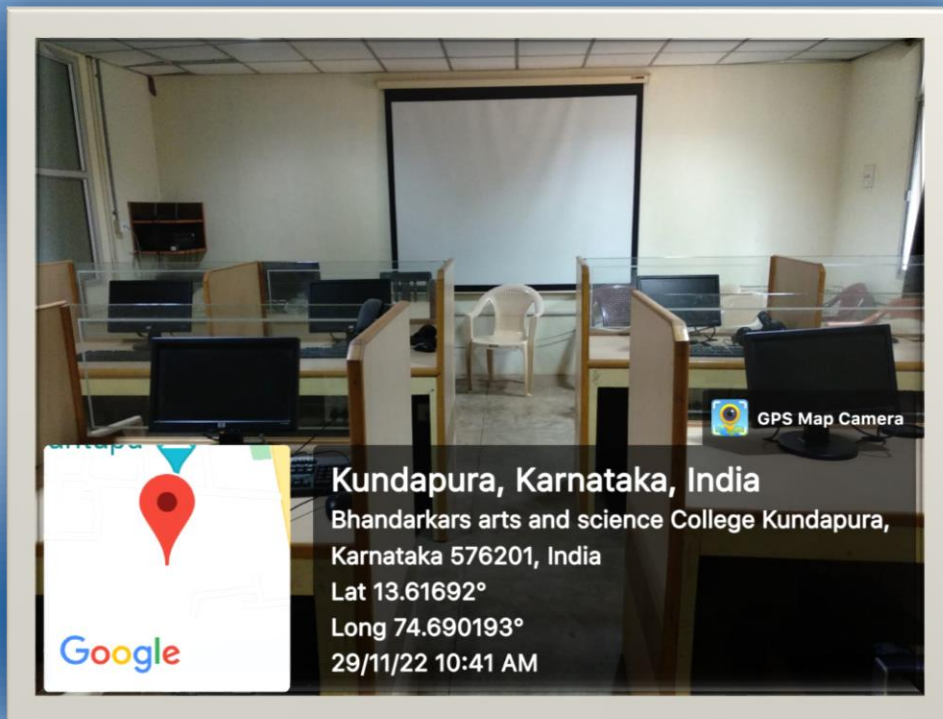 GPS Map Camera
Kundapura, Karnataka, India
Bhandarkars arts and science College Kundapura,
Karnataka 576201, India
Lat 13.61692°
Long 74.690193°
29/11/22 10:41 AM
Google